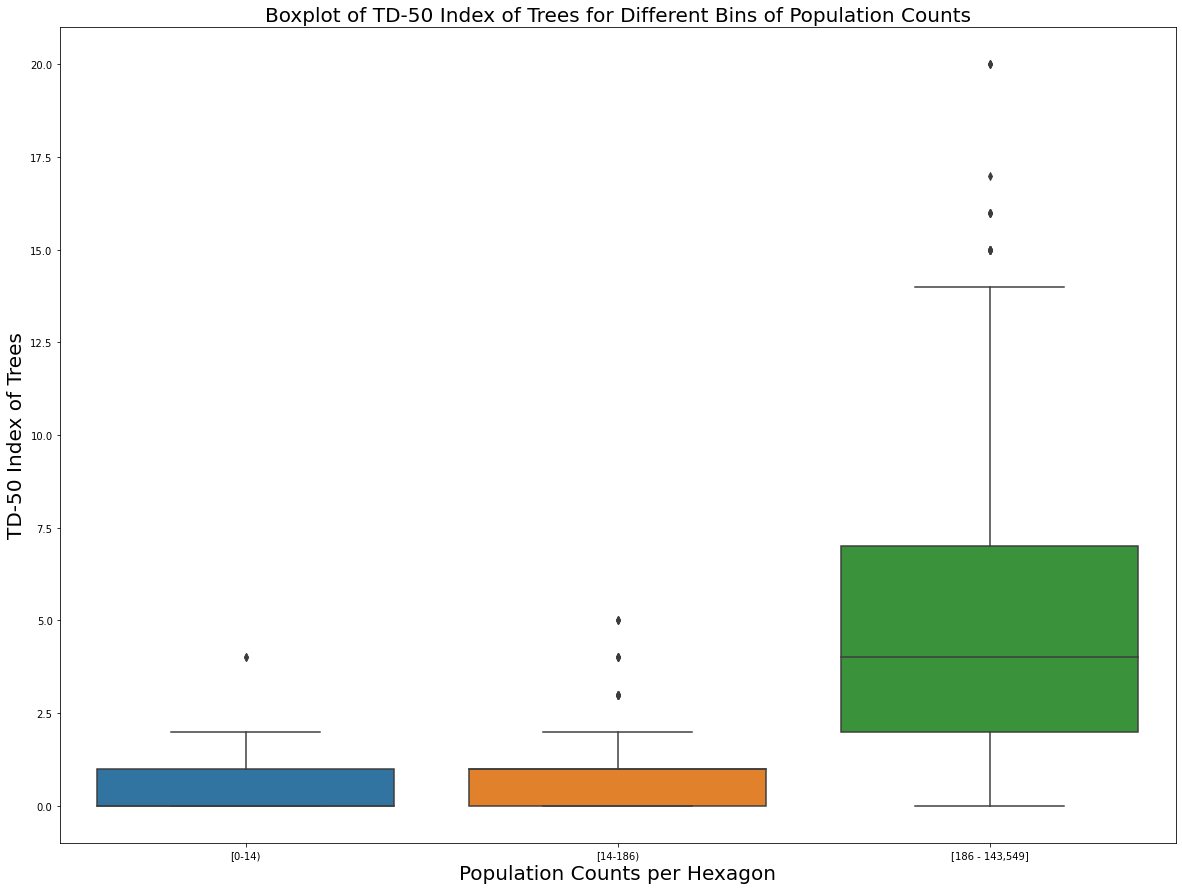 Boxplot of TD-50 Index of Trees for Different Bins of Population Counts
TD-50 Index of Trees
20.0
17.5
15.0
12.5
10.0
7.5
5.0
2.5
0.0
[0-14)
[14-186)
[186 - 143,549]
Population Counts per Hexagon